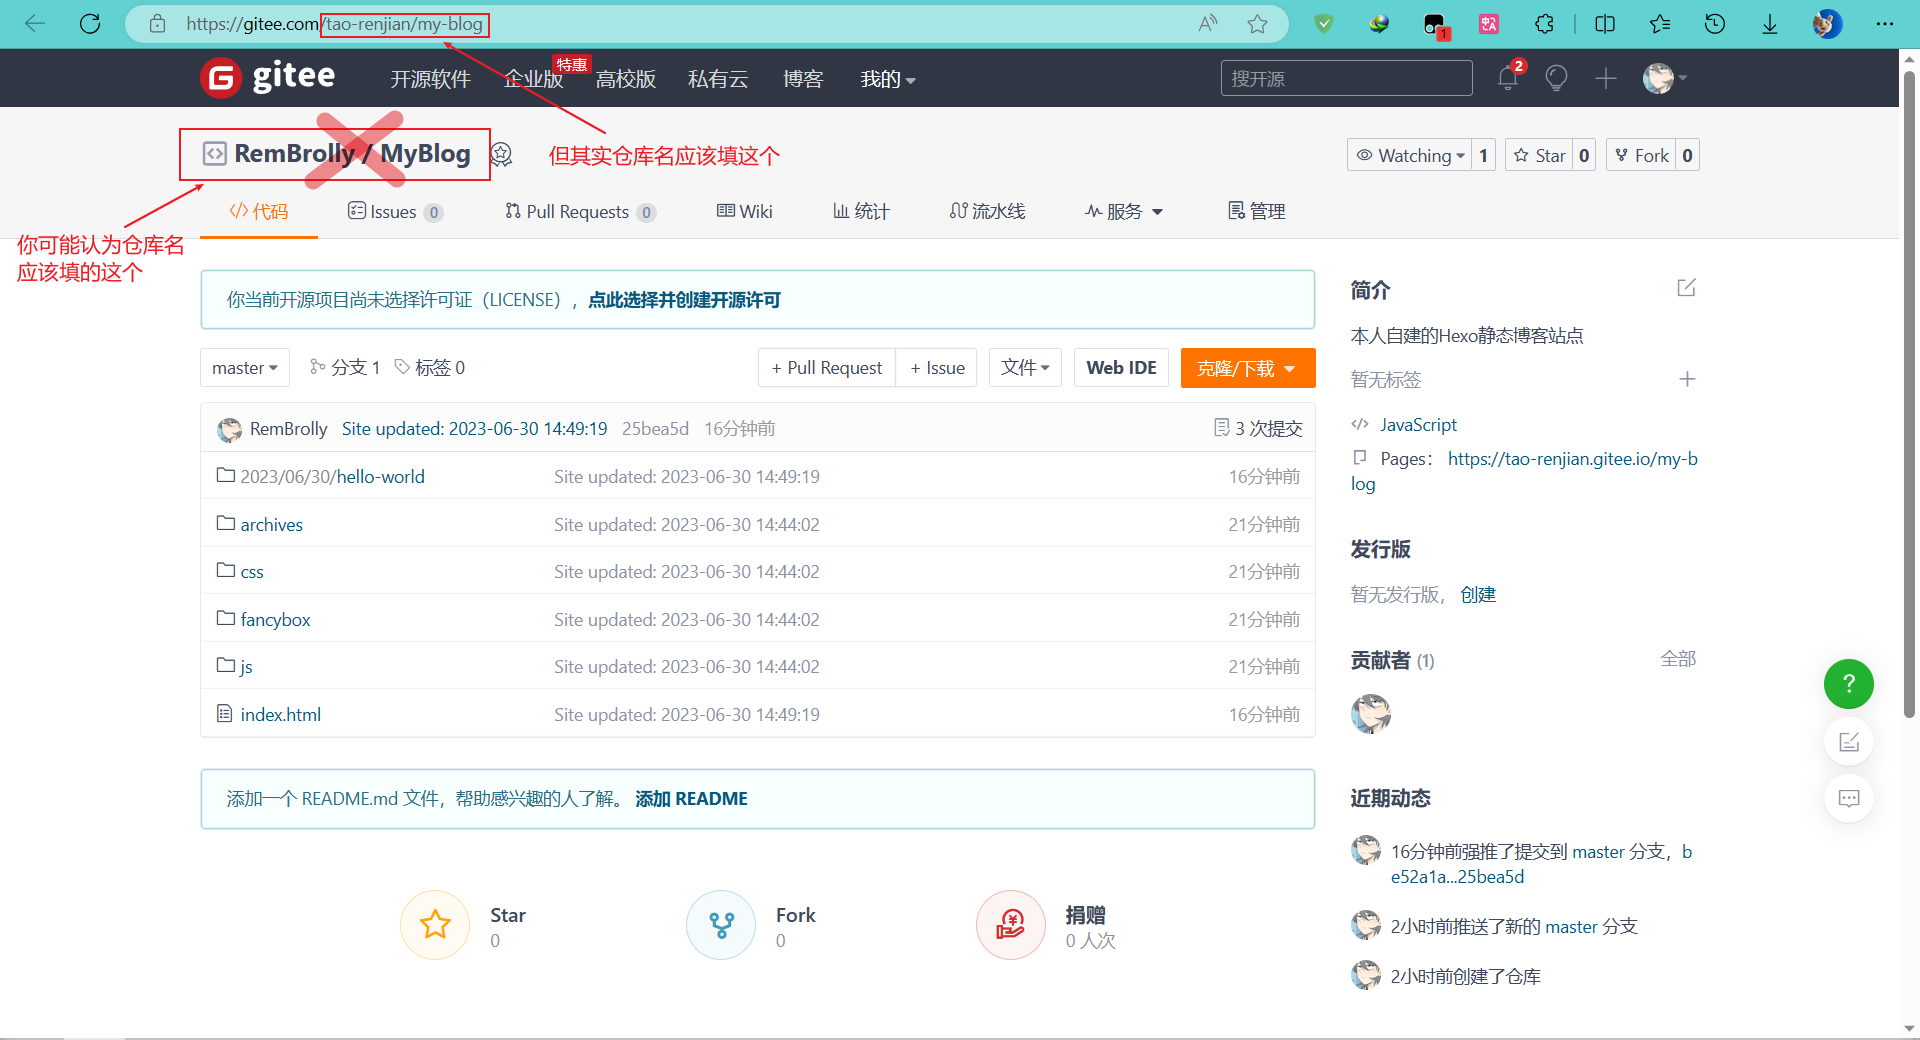 https://gitee.com/tao-renjian/my-blog
1
gitee
开源软件
企业版
特惠
高校版
私有云
博客
我的
搜开源
2
RemBrolly / MyBlog
但其实仓库名应该填这个
Watching 1
Star 0
Fork 0
代码
Issues 0
Pull Requests 0
Wiki
统计
流水线
服务
管理
你可能认为仓库名
应该填的这个
你当前开源项目尚未选择许可证（LICENSE），点此选择并创建开源许可
master
分支 1
标签 0
+ Pull Request
+ Issue
文件
Web IDE
克隆/下载
RemBrolly Site updated: 2023-06-30 14:49:19 25bea5d 16分钟前 3 次提交
2023/06/30/hello-world Site updated: 2023-06-30 14:49:19 16分钟前
archives Site updated: 2023-06-30 14:44:02 21分钟前
css Site updated: 2023-06-30 14:44:02 21分钟前
fancybox Site updated: 2023-06-30 14:44:02 21分钟前
js Site updated: 2023-06-30 14:44:02 21分钟前
index.html Site updated: 2023-06-30 14:49:19 16分钟前
添加一个 README.md 文件，帮助感兴趣的人了解。 添加 README
Star
0
Fork
0
捐赠
0 人次
简介
本人自建的Hexo静态博客站点
暂无标签
JavaScript
Pages： https://tao-renjian.gitee.io/my-b
log
发行版
暂无发行版， 创建
贡献者 (1) 全部
近期动态
16分钟前强推了提交到 master 分支，b
e52a1a...25bea5d
2小时前推送了新的 master 分支
2小时前创建了仓库
?